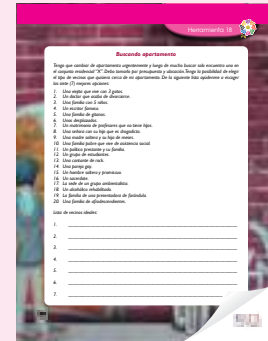 Herramienta 18
Buscando apartamento
Tengo que cambiar de apartamento urgentemente y luego de mucho buscar solo encuentro uno en
el conjunto residencial "X". Debo tomarlo por presupuesto y ubicación. Tengo la posibilidad de elegir
el tipo de vecinos que quisiera cerca de mi apartamento. De la siguiente lista ayúdenme a escoger
las siete (7) mejores opciones:
1. Una viejita que vive con 3 gatos.
2. Un doctor que acaba de divorciarse.
3. Una familia con 5 niños.
4. Un escritor famoso.
5. Una familia de gitanos.
6. Unos desplazados.
7. Un matrimonio de profesores que no tiene hijos.
8. Una señora con su hijo que es drogadicto.
9. Una madre soltera y su hijo de meses.
10. Una familia pobre que vive de asistencia social.
11. Un político prestante y su familia.
12. Un grupo de estudiantes.
13. Una cantante de rock.
14. Una pareja gay.
15. Un hombre soltero y promiscuo.
16. Un sacerdote.
17. La sede de un grupo ambientalista.
18. Un alcohólico rehabilitado.
19. La familia de una presentadora de farándula.
20. Una familia de afrodescendientes.
Lista de vecinos ideales:
1.
2.
3.
4.
5.
6.
7.